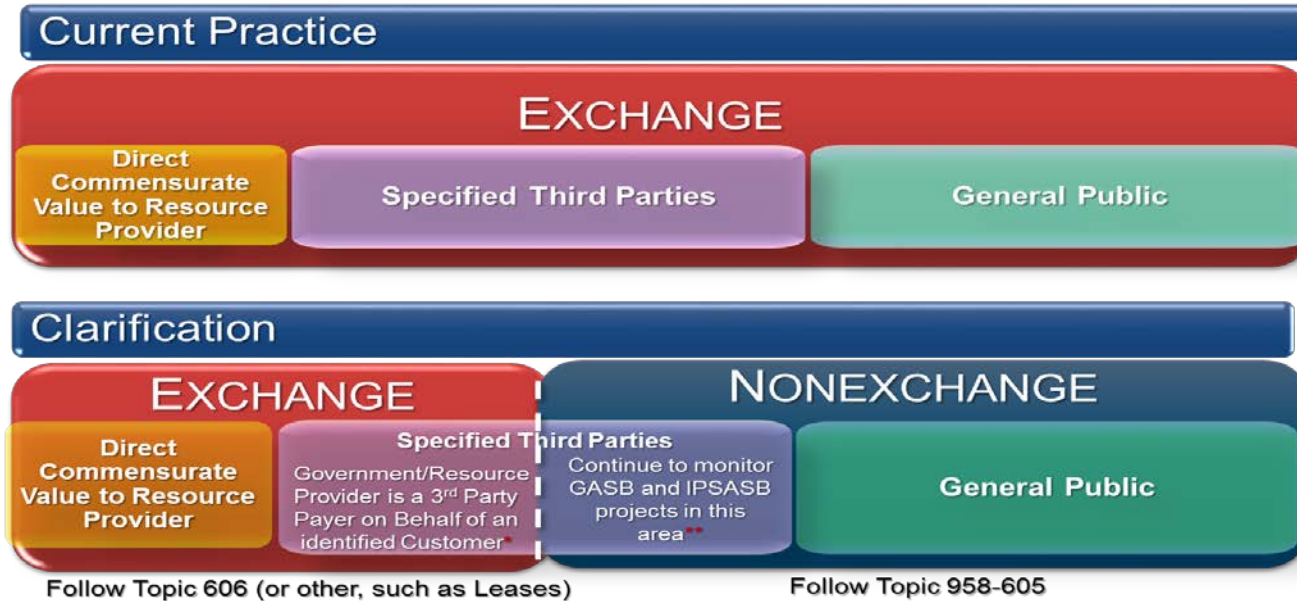 Current Practice
EXCHANGE
Direct
Commensurate
Value to Resource
Provider
Specified Third Parties
General Public
Clarification
EXCHANGE
NONEXCHANGE
Direct
Commensurate
Value to Resource
Provider
Specified Third Parties
Government/Resource
Provider is a 3rd Party
Payer on Behalf of an
identified Customer*
Continue to monitor
GASB and IPSASB
projects in this
area**
General Public
Follow Topic 606 (or other, such as Leases)
Follow Topic 958-605